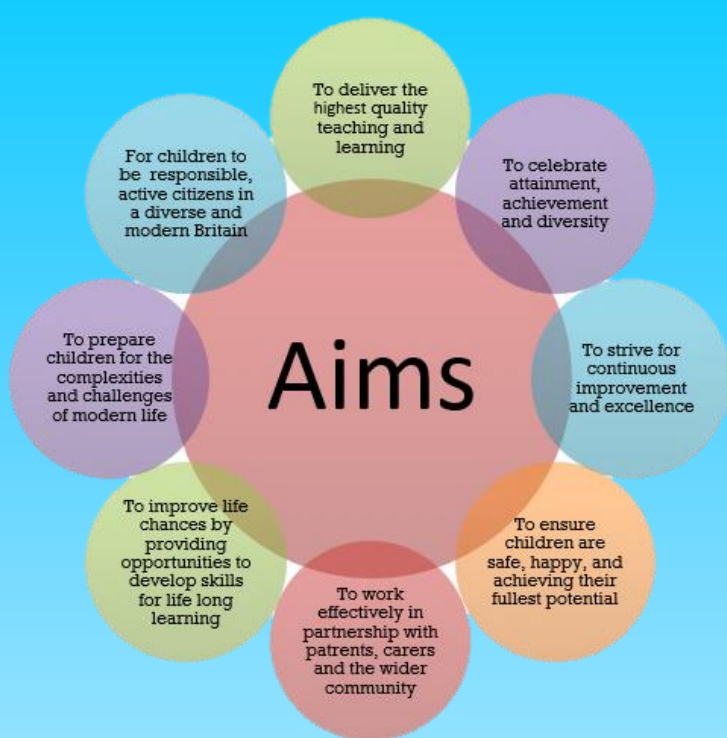 To deliver the
highest quality
teaching and
learning
To celebrate
attainment,
achievement
and diversity
To strive for
continuous
improvement
and excellence
To ensure
children are
safe, happy, and
achieving their
fullest potential
To work
effectively in
partnership with
patrents, carers
and the wider
community
To improve life
chances by
providing
opportunities to
develop skills
for life long
learning
To prepare
children for the
complexities
and challenges
of modern life
For children to
be responsible,
active citizens in
a diverse and
modern Britain
Aims